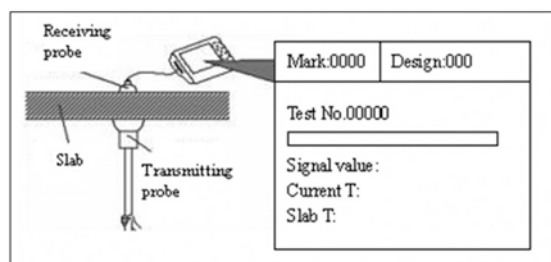 Receiving
probe
Slab
Transmitting
probe
Mark:0000 Design:000
Test No.00000
Signal value:
Current T:
Slab T: